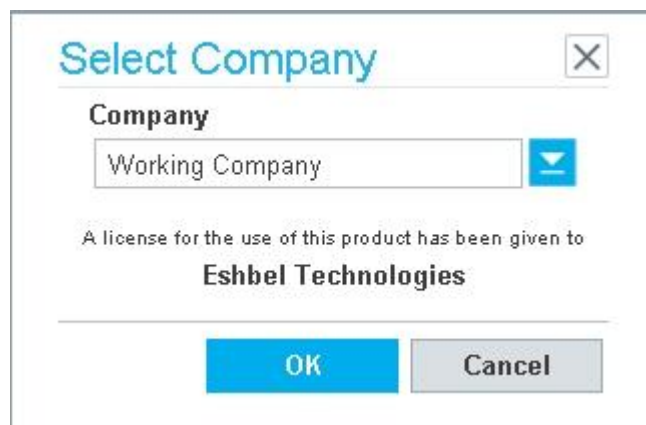 Select Company
Company
Working Company
A license for the use of this product has been given to
Eshbel Technologies
OK
Cancel